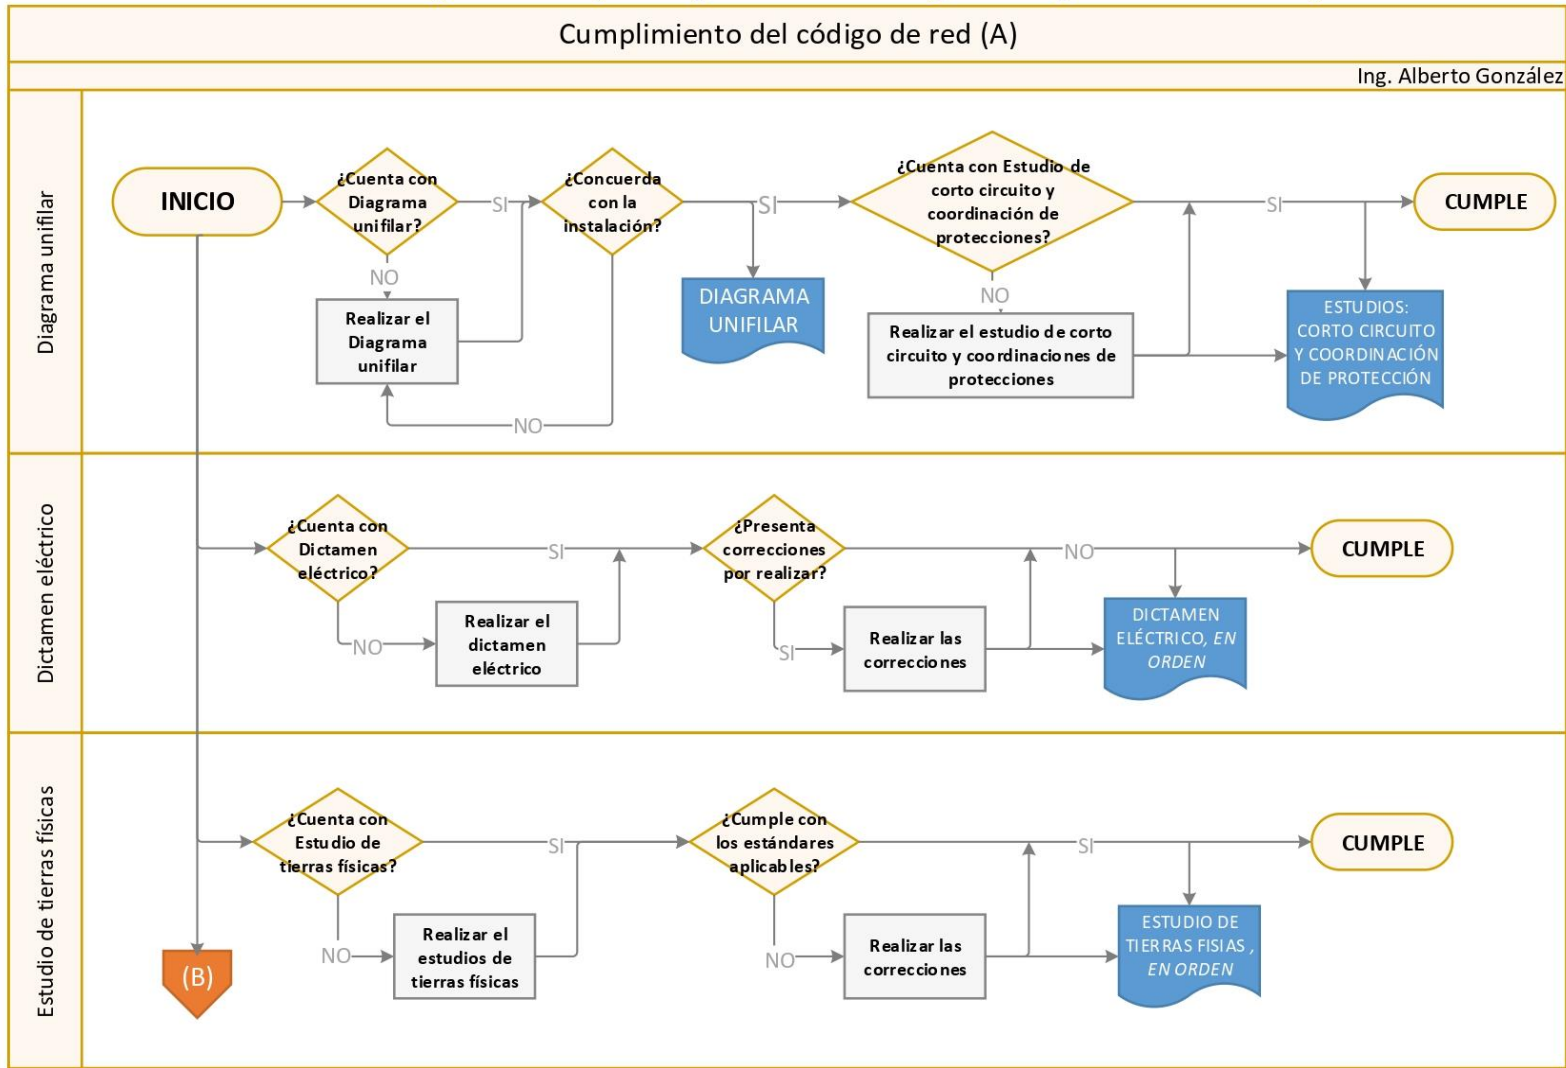 Cumplimiento del código de red (A)
Ing. Alberto González
Diagrama unifilar
INICIO
¿Cuenta con
Diagrama
unifilar?
SI
NO
Realizar el
Diagrama
unifilar
¿Concuerda
con la
instalación?
SI
NO
DIAGRAMA
UNIFILAR
¿Cuenta con Estudio de
corto circuito y
coordinación de
protecciones?
SI
NO
Realizar el estudio de corto
circuito y coordinaciones de
protecciones
ESTUDIOS:
CORTO CIRCUITO
Y COORDINACIÓN
DE PROTECCIÓN
CUMPLE
Dictamen eléctrico
¿Cuenta con
Dictamen
eléctrico?
SI
NO
Realizar el
dictamen
eléctrico
¿Presenta
correcciones
por realizar?
NO
SI
Realizar las
correcciones
DICTAMEN
ELÉCTRICO, EN
ORDEN
CUMPLE
Estudio de tierras físicas
¿Cuenta con
Estudio de
tierras físicas?
SI
NO
Realizar el
estudios de
tierras físicas
¿Cumple con
los estándares
aplicables?
SI
NO
Realizar las
correcciones
ESTUDIO DE
TIERRAS FISIAS ,
EN ORDEN
CUMPLE
(B)